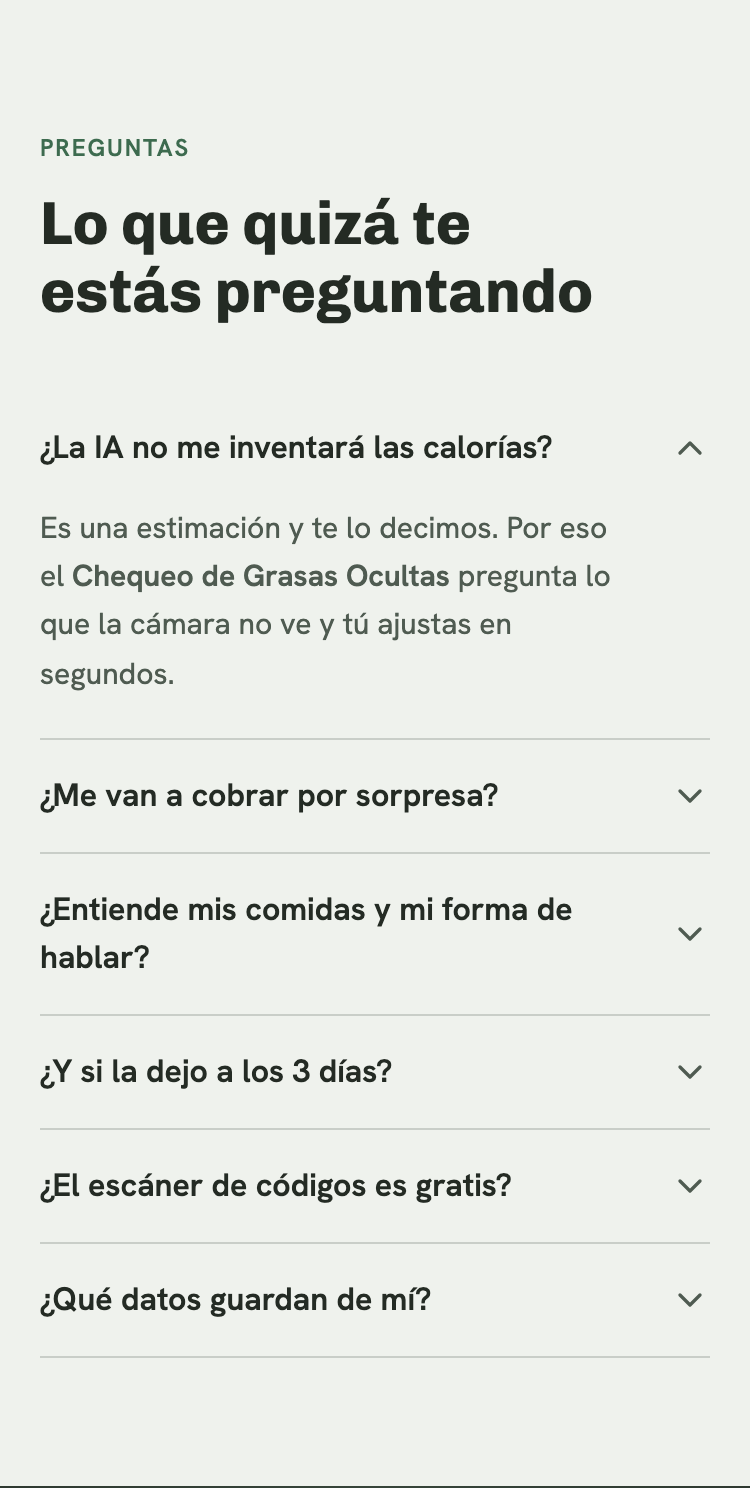 PREGUNTAS
Lo que quizá te
estás preguntando
¿La IA no me inventará las calorías?
Es una estimación y te lo decimos. Por eso
el Chequeo de Grasas Ocultas pregunta lo
que la cámara no ve y tú ajustas en
segundos.
¿Me van a cobrar por sorpresa?
¿Entiende mis comidas y mi forma de
hablar?
¿Y si la dejo a los 3 días?
¿El escáner de códigos es gratis?
¿Qué datos guardan de mí?